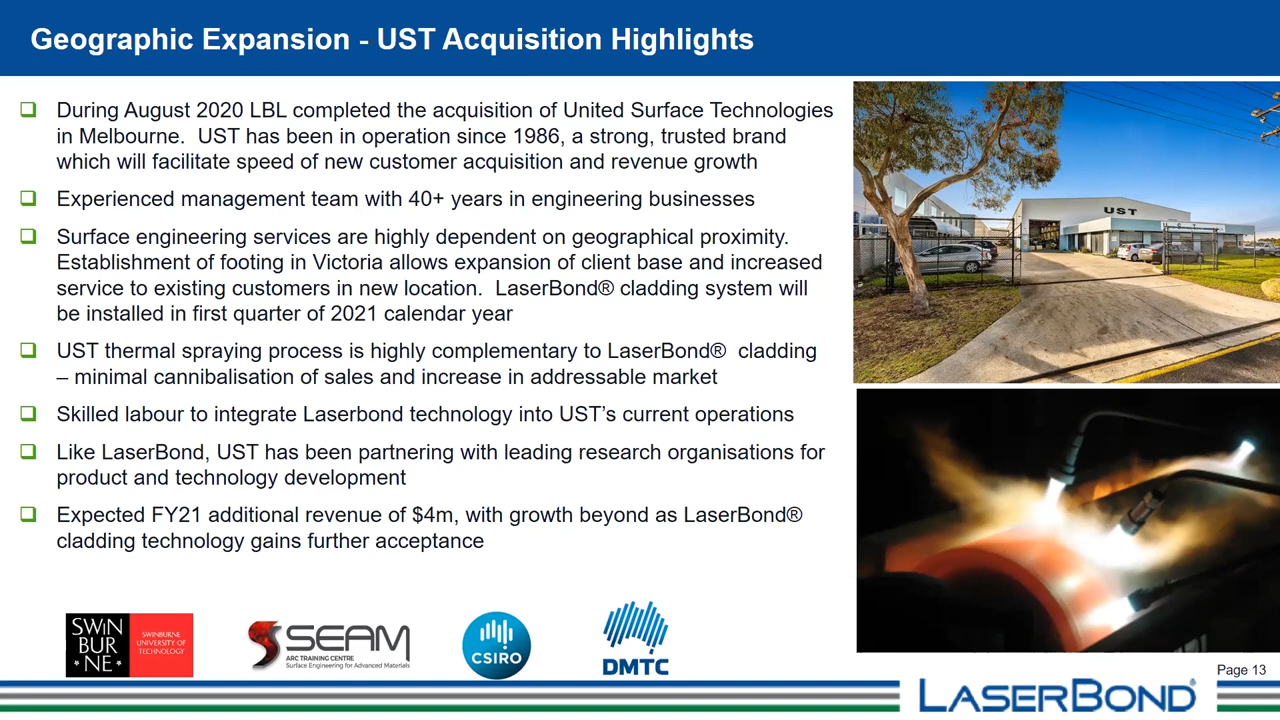 Geographic Expansion - UST Acquisition Highlights
During August 2020 LBL completed the acquisition of United Surface Technologies
in Melbourne. UST has been in operation since 1986, a strong, trusted brand
which will facilitate speed of new customer acquisition and revenue growth
Experienced management team with 40+ years in engineering businesses
Surface engineering services are highly dependent on geographical proximity.
Establishment of footing in Victoria allows expansion of client base and increased
service to existing customers in new location. LaserBond® cladding system will
be installed in first quarter of 2021 calendar year
UST thermal spraying process is highly complementary to LaserBond® cladding
– minimal cannibalisation of sales and increase in addressable market
Skilled labour to integrate Laserbond technology into UST’s current operations
Like LaserBond, UST has been partnering with leading research organisations for
product and technology development
Expected FY21 additional revenue of $4m, with growth beyond as LaserBond®
cladding technology gains further acceptance
UST
SWIN
BUR
NE
SWINBURNE
UNIVERSITY OF
TECHNOLOGY
SEAM
ARC TRAINING CENTRE
Surface Engineering for Advanced Materials
CSIRO
DMTC
Page 13
LASERBOND®